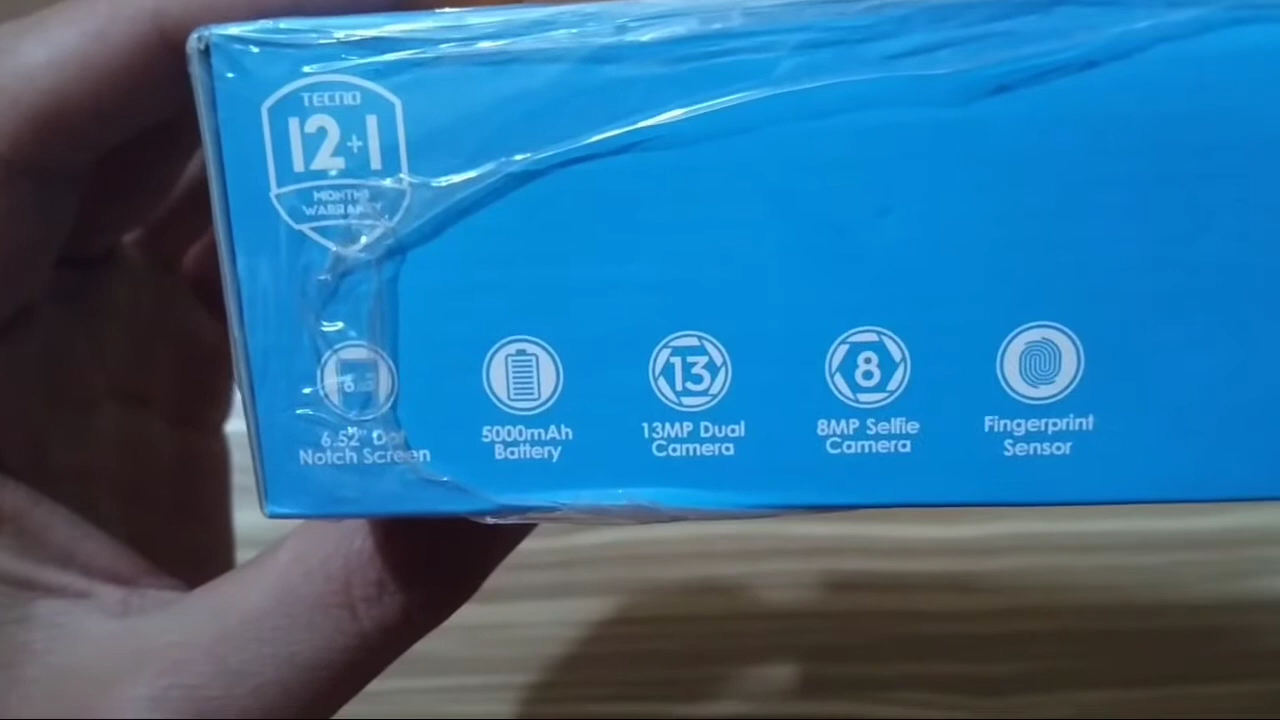 TECNO
12+1
MONTHS
WARRANTY
6.52" Dot
Notch Screen
5000mAh
Battery
13
13MP Dual
Camera
8
8MP Selfie
Camera
Fingerprint
Sensor